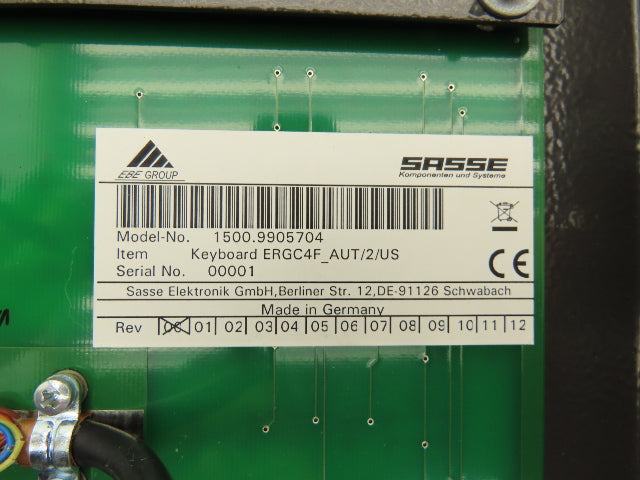 EBE GROUP
SASSE
Komponenten und Systeme
Model-No. 1500.9905704
Item Keyboard ERGC4F_AUT/2/US
Serial No. 00001
CE
Sasse Elektronik GmbH,Berliner Str. 12,DE-91126 Schwabach
Made in Germany
Rev 00 01 02 03 04 05 06 07 08 09 10 11 12